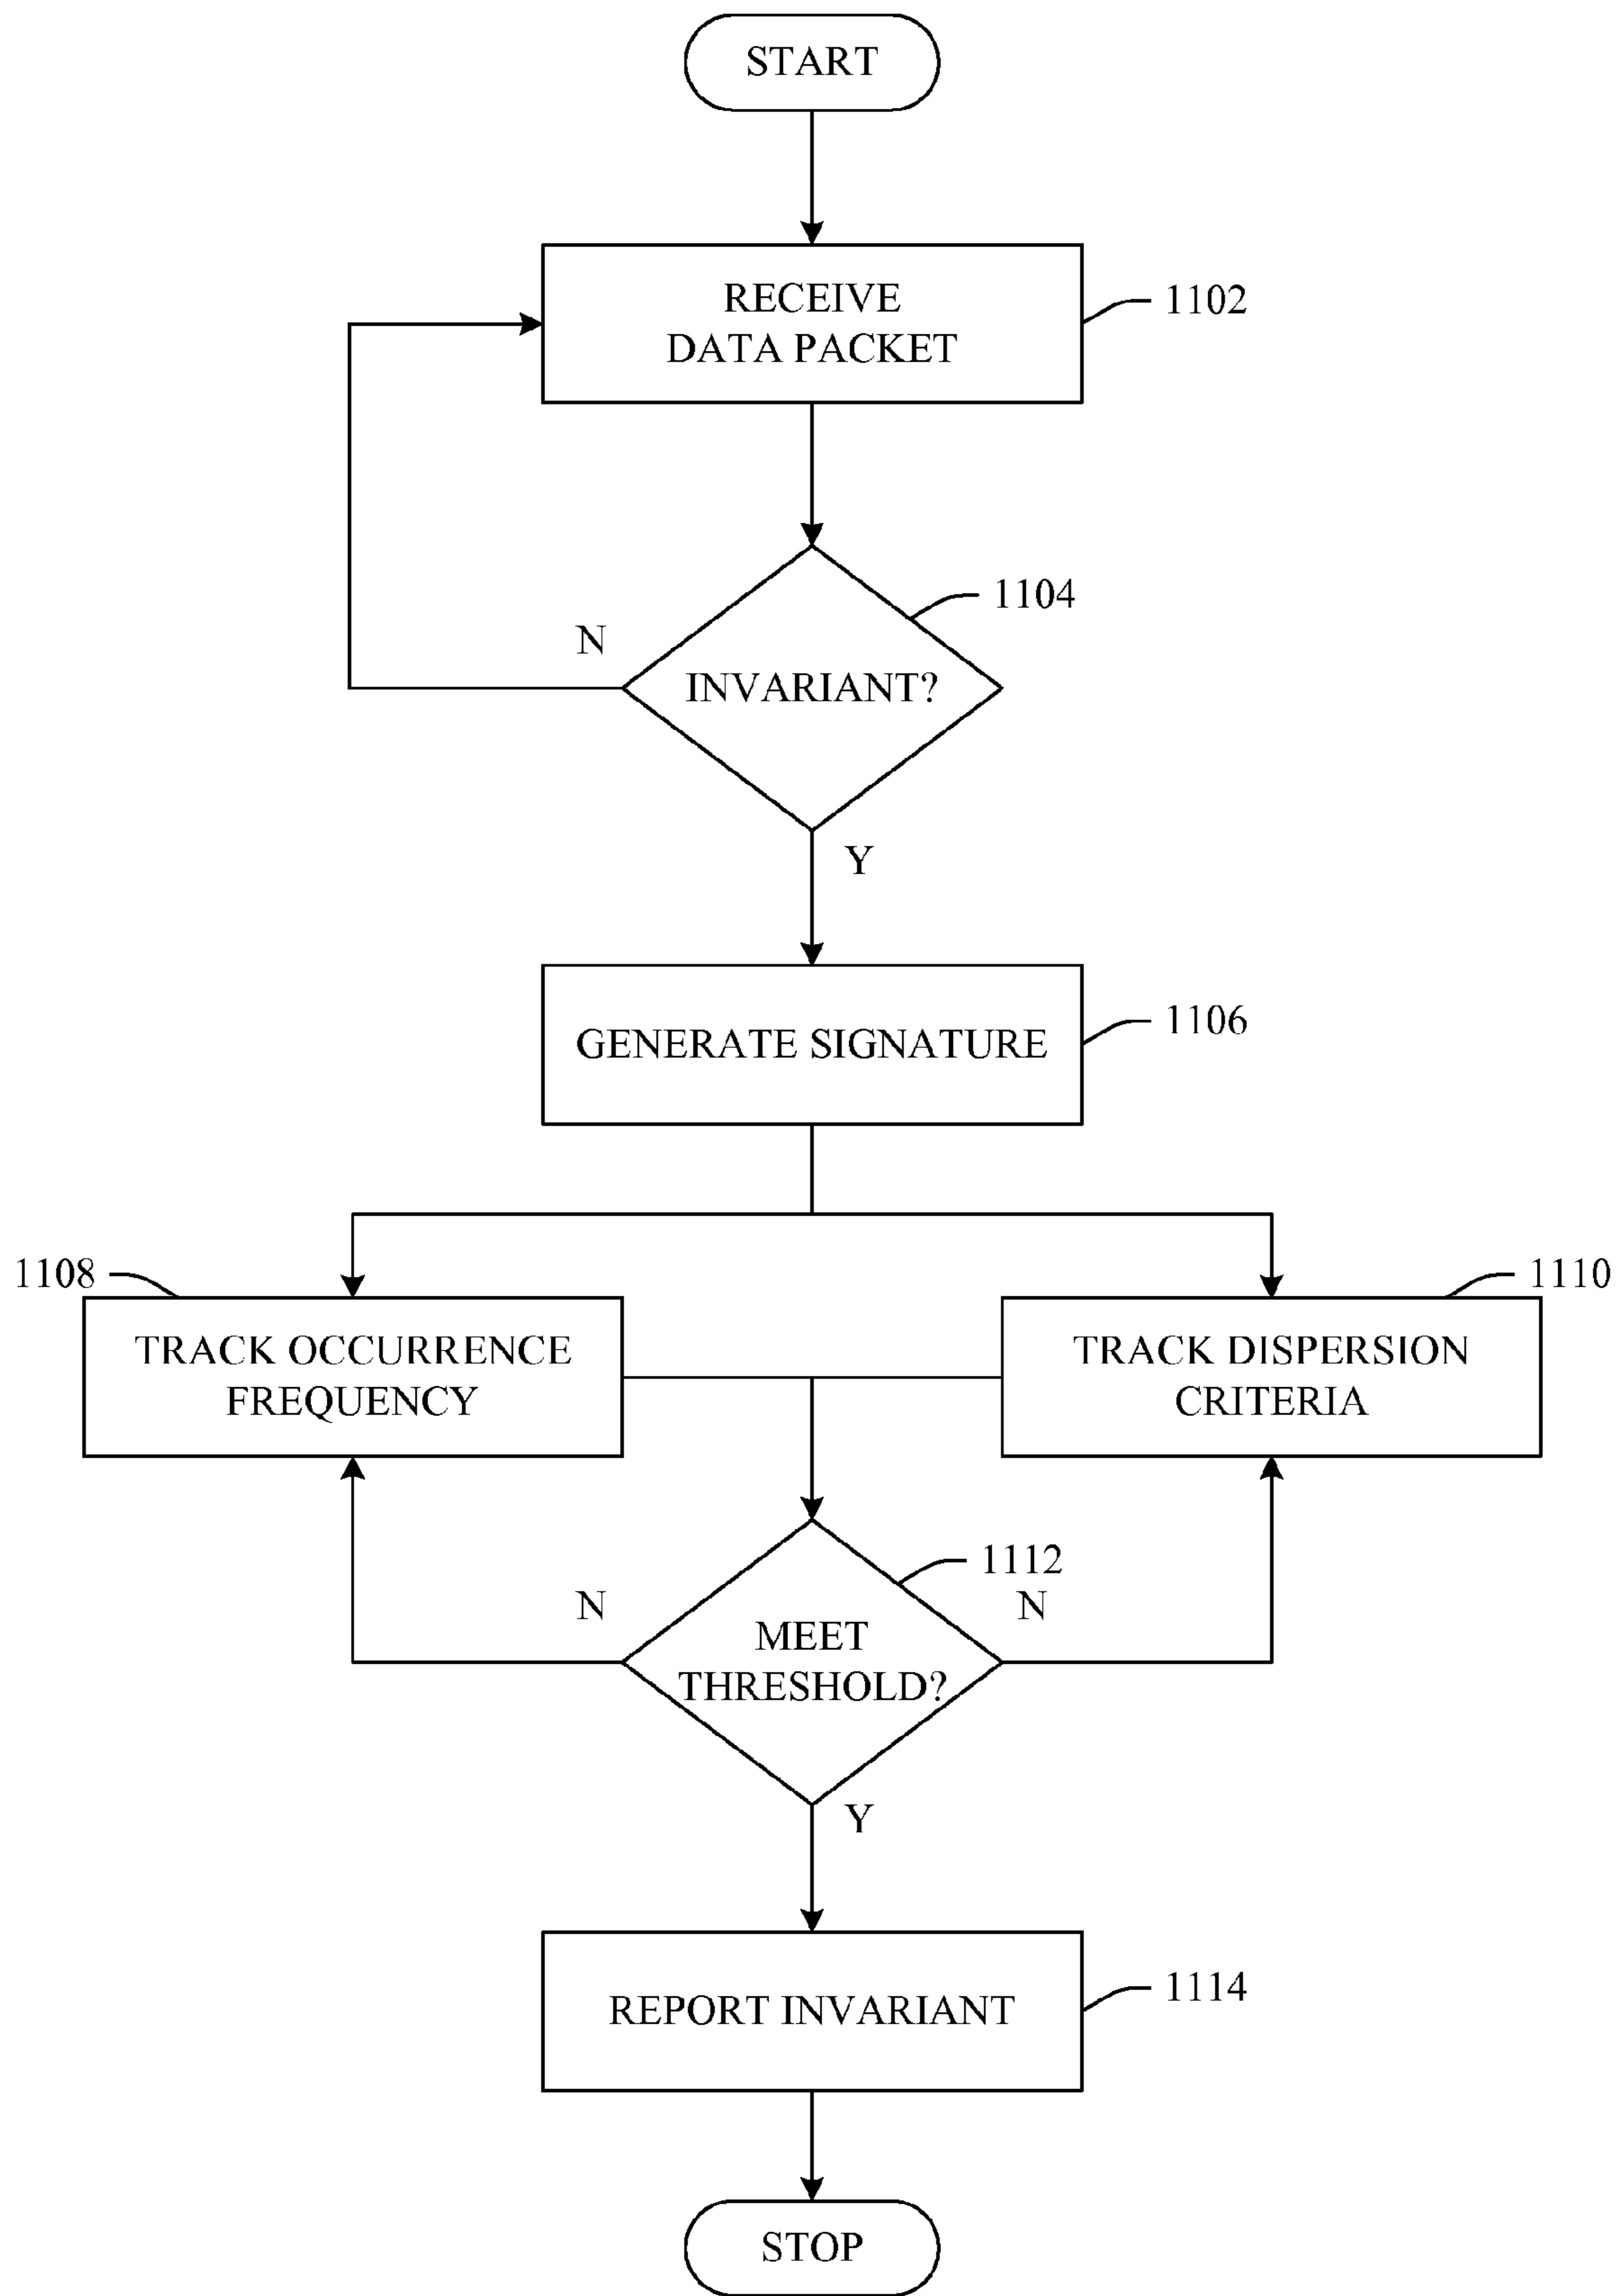 START
RECEIVE
DATA PACKET
1102
1104
N
INVARIANT?
Y
1106
GENERATE SIGNATURE
1108
1110
TRACK OCCURRENCE
FREQUENCY
TRACK DISPERSION
CRITERIA
1112
N
N
MEET
THRESHOLD?
Y
1114
REPORT INVARIANT
STOP